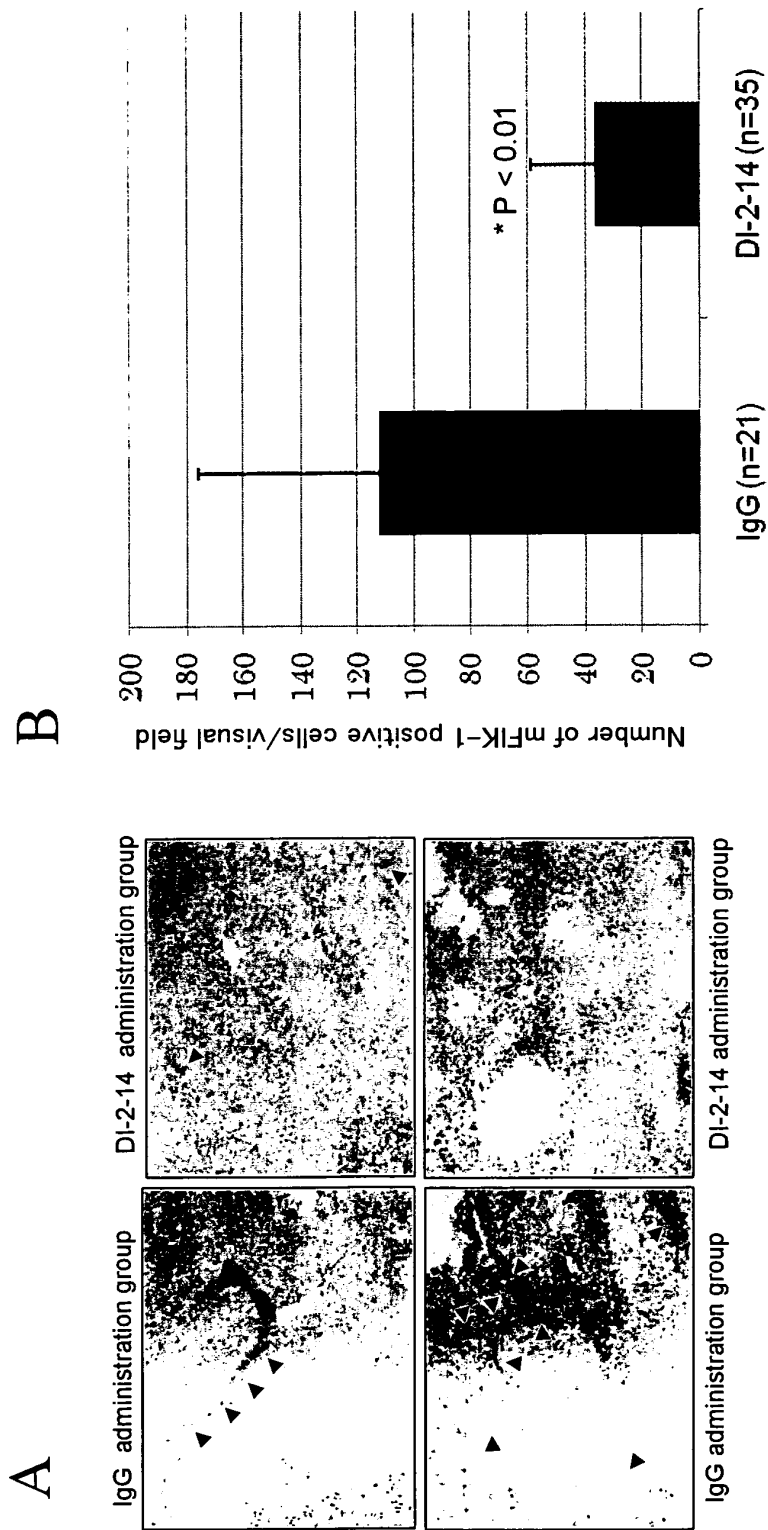 A
IgG administration group
DI-2-14 administration group
IgG administration group
DI-2-14 administration group
B
Number of mFlK-1 positive cells/visual field
200
180
160
140
120
100
80
60
40
20
0
* P < 0.01
IgG (n=21)
DI-2-14 (n=35)